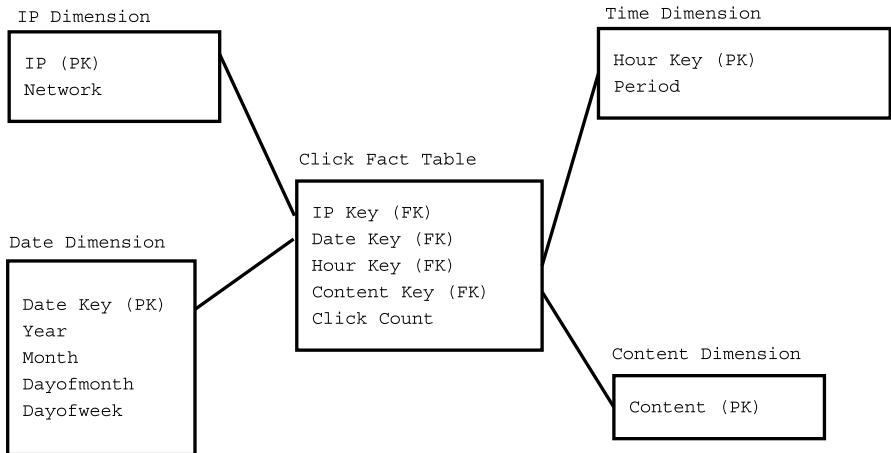 IP Dimension
IP (PK)
Network
Time Dimension
Hour Key (PK)
Period
Click Fact Table
IP Key (FK)
Date Key (FK)
Hour Key (FK)
Content Key (FK)
Click Count
Date Dimension
Date Key (PK)
Year
Month
Dayofmonth
Dayofweek
Content Dimension
Content (PK)